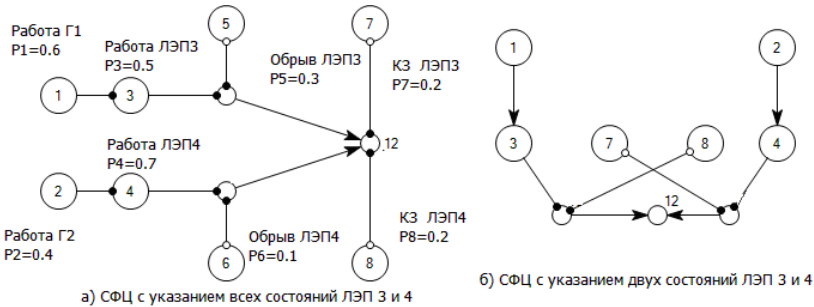 Работа Г1
P1=0.6
Работа ЛЭП3
P3=0.5
5
7
Обрыв ЛЭП3
P5=0.3
КЗ ЛЭП3
P7=0.2
1
3
12
Работа ЛЭП4
P4=0.7
2
4
Работа Г2
P2=0.4
Обрыв ЛЭП4
P6=0.1
КЗ ЛЭП4
P8=0.2
6
8
а) СФЦ с указанием всех состояний ЛЭП 3 и 4
1
2
3
7
8
4
12
б) СФЦ с указанием двух состояний ЛЭП 3 и 4